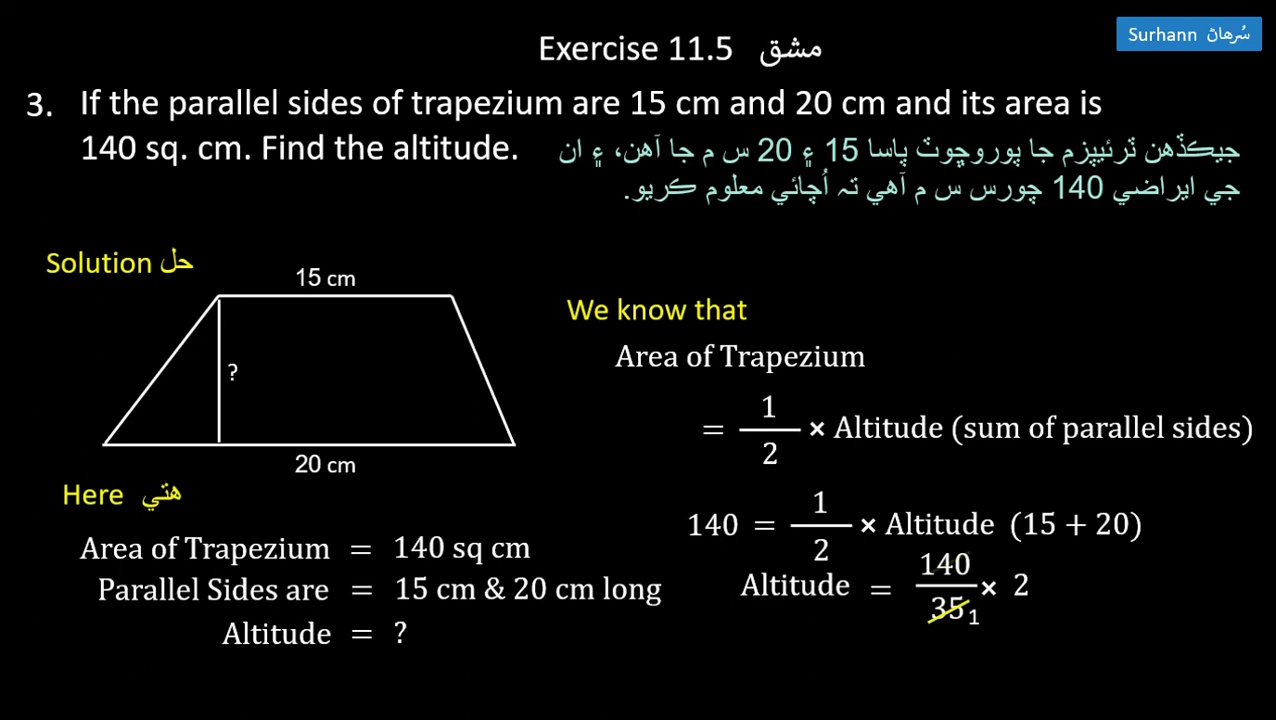 Exercise 11.5 مشق
Surhann سُرهاڻ
3. If the parallel sides of trapezium are 15 cm and 20 cm and its area is
140 sq. cm. Find the altitude.
جيڪڏهن ٽرئيپزم جا پوروڇوٽ پاسا 15 ۽ 20 س م جا آهن، ۽ ان
جي ايراضي 140 چورس س م آهي تہ اُچائي معلوم ڪريو.
Solution حل
15 cm
?
20 cm
Here هتي
Area of Trapezium = 140 sq cm
Parallel Sides are = 15 cm & 20 cm long
Altitude = ?
We know that
Area of Trapezium
= 1/2 × Altitude (sum of parallel sides)
140 = 1/2 × Altitude (15 + 20)
Altitude = 140/35 1 × 2